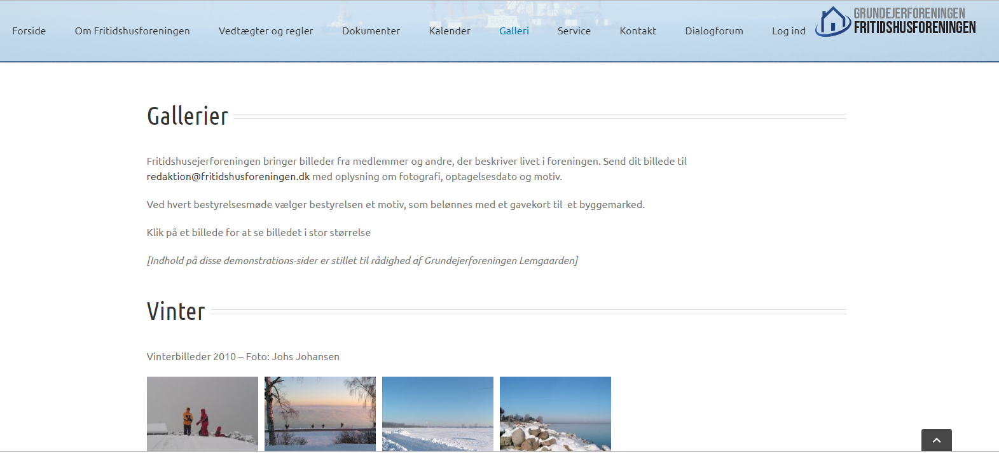 Forside Om Fritidshusforeningen Vedtægter og regler Dokumenter Kalender Galleri Service Kontakt Dialogforum Log ind
GRUNDEJERFORENINGEN
FRITIDSHUSFORENINGEN
Gallerier
Fritidshusejerforeningen bringer billeder fra medlemmer og andre, der beskriver livet i foreningen. Send dit billede til
redaktion@fritidshusforeningen.dk med oplysning om fotografi, optagelsesdato og motiv.
Ved hvert bestyrelsesmøde vælger bestyrelsen et motiv, som belønnes med et gavekort til  et byggemarked.
Klik på et billede for at se billedet i stor størrelse
[Indhold på disse demonstrations-sider er stillet til rådighed af Grundejerforeningen Lemgaarden]
Vinter
Vinterbilleder 2010 – Foto: Johs Johansen